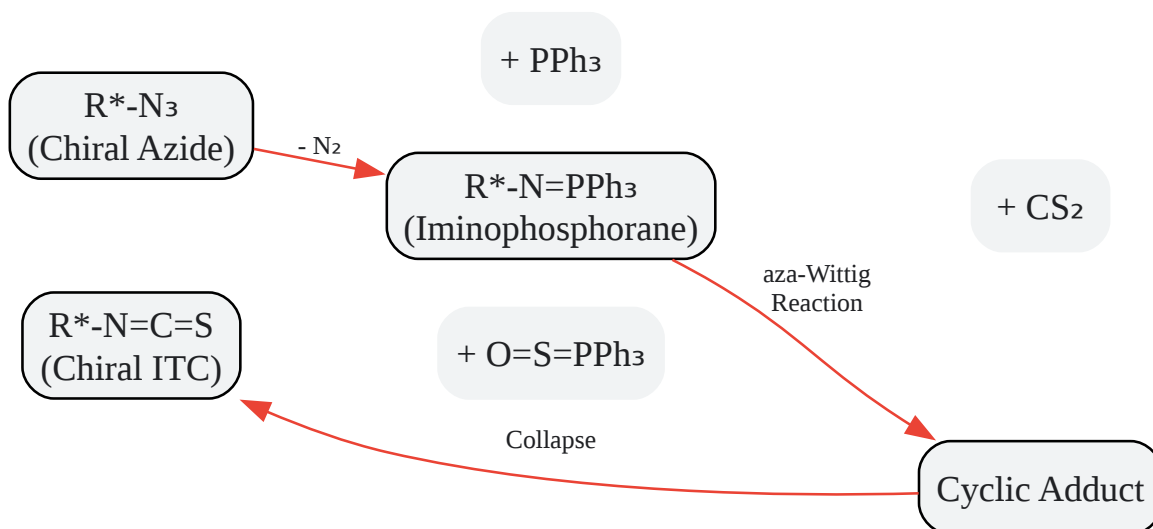 + PPh₃
R*-N₃
(Chiral Azide)
- N₂
R*-N=PPh₃
(Iminophosphorane)
+ CS₂
aza-Wittig
Reaction
R*-N=C=S
(Chiral ITC)
+ O=S=PPh₃
Collapse
Cyclic Adduct